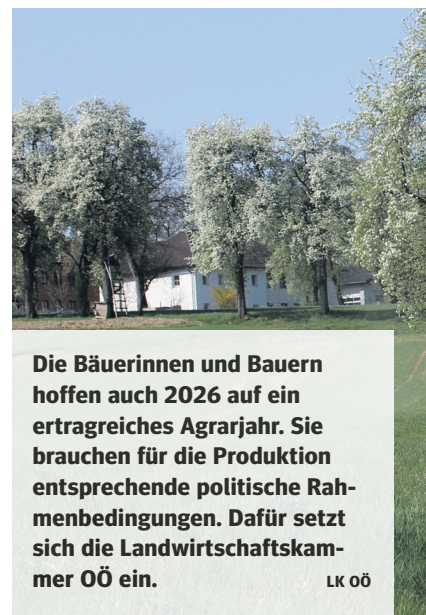 Die Bäuerinnen und Bauern
hoffen auch 2026 auf ein
ertragreiches Agrarjahr. Sie
brauchen für die Produktion
entsprechende politische Rah-
menbedingungen. Dafür setzt
sich die Landwirtschaftskam-
mer OÖ ein. LK OÖ